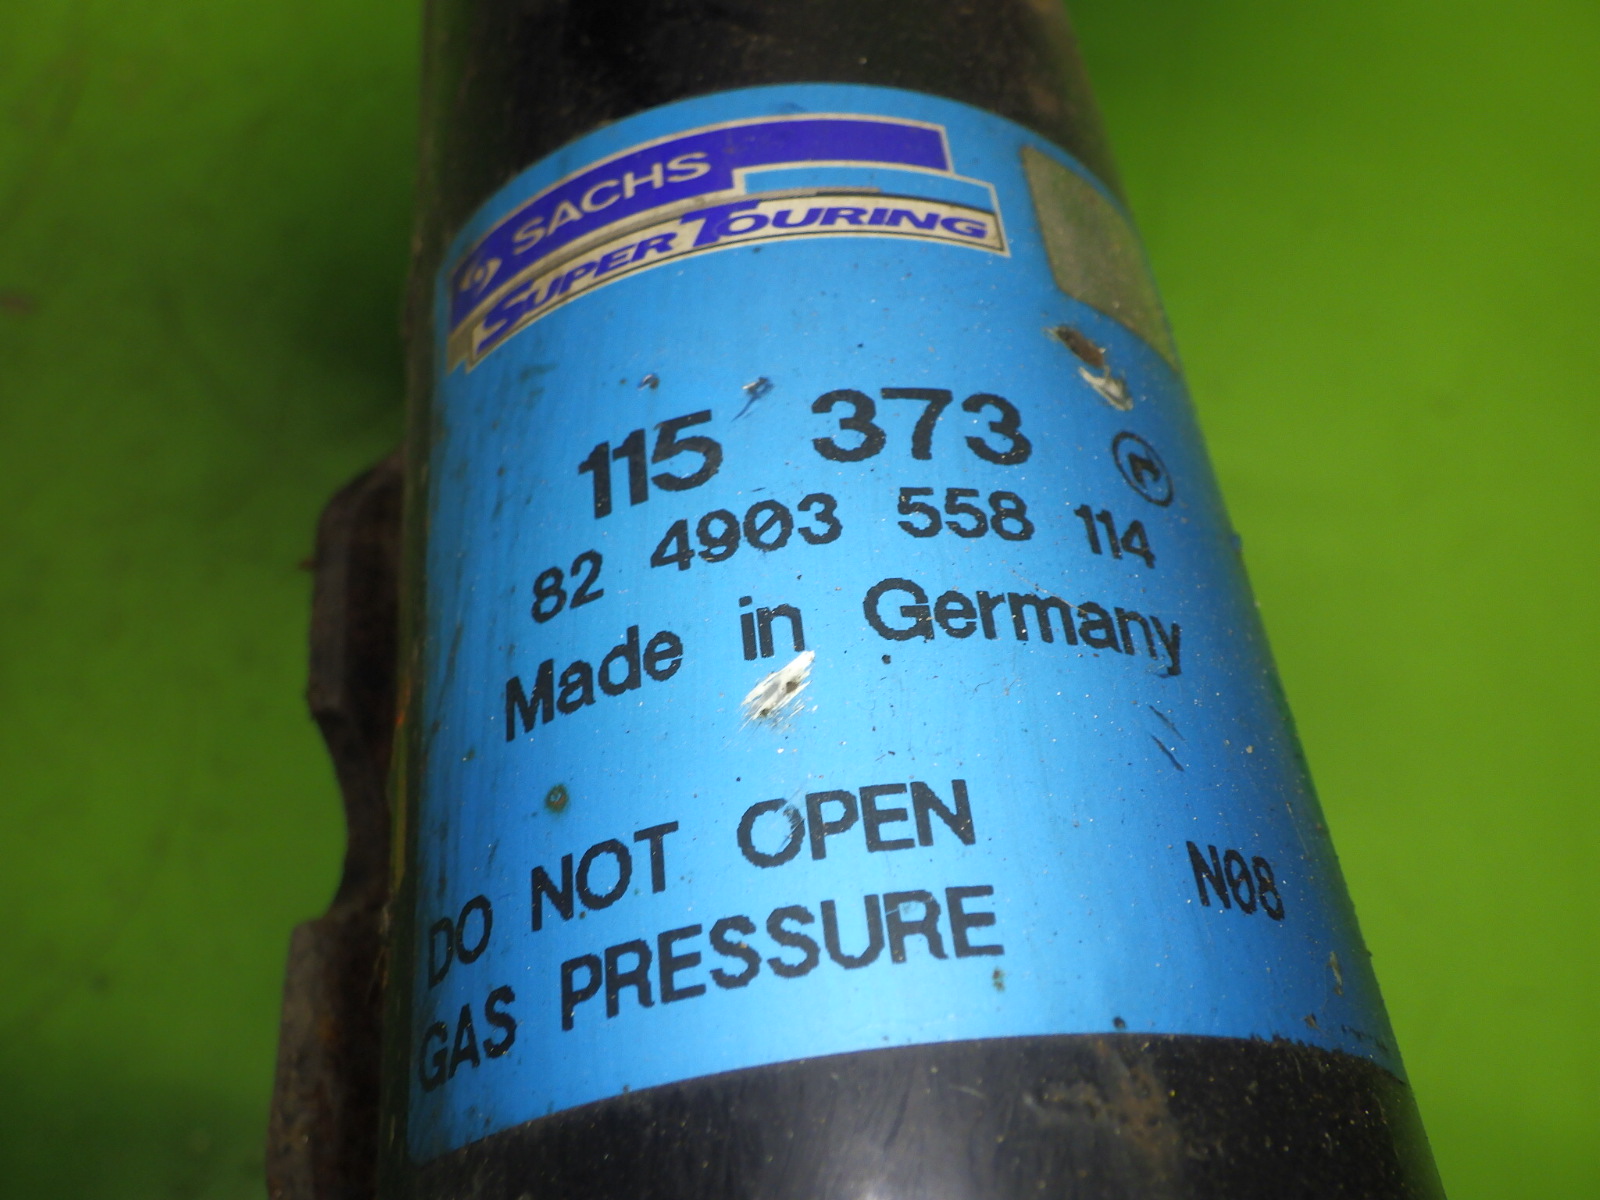 SACHS
SUPER TOURING
115 373
82 4903 558 114
Made in Germany
DO NOT OPEN
GAS PRESSURE
N08